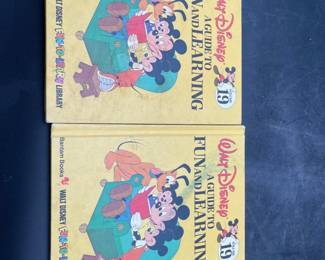 WALT DISNEY
19
A GUIDE TO
UN AND LEARNING
WALT DISNEY
LIBRARY
WALT DISNEY
19
A GUIDE TO
FUN AND LEARNING
Bantam Books
WALT DISNEY